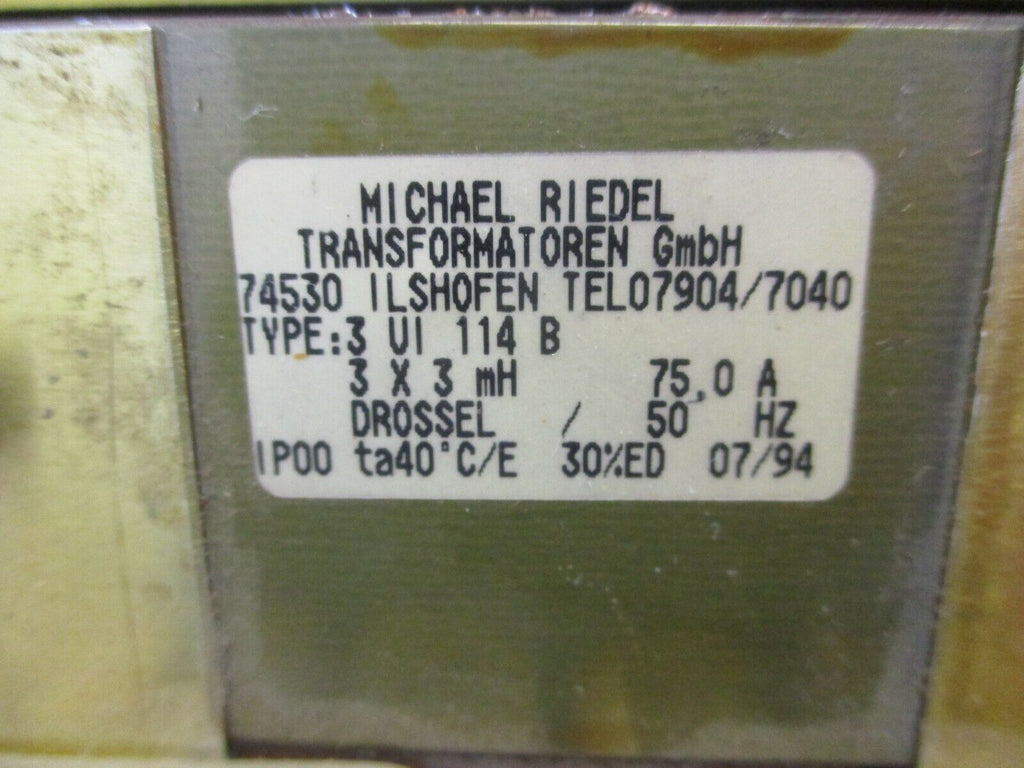 MICHAEL RIEDEL
TRANSFORMATOREN GmbH
74530 ILSHOFEN TEL07904/7040
TYPE:3 UI 114 B
3 X 3 mH 75,0 A
DROSSEL / 50 HZ
IP00 ta40°C/E 30%ED 07/94